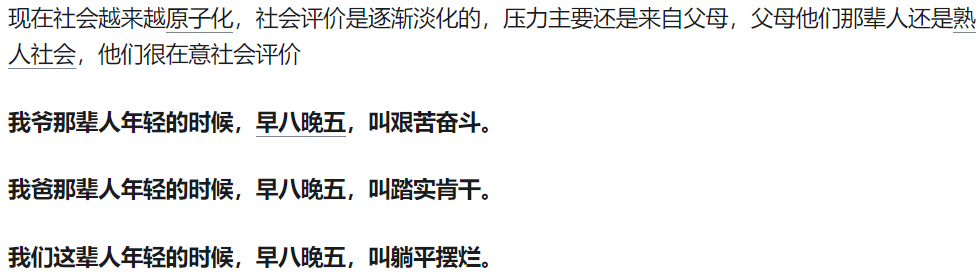 现在社会越来越原子化，社会评价是逐渐淡化的，压力主要还是来自父母，父母他们那辈人还是熟
人社会，他们很在意社会评价
我爷那辈人年轻的时候，早八晚五，叫艰苦奋斗。
我爸那辈人年轻的时候，早八晚五，叫踏实肯干。
我们这辈人年轻的时候，早八晚五，叫躺平摆烂。